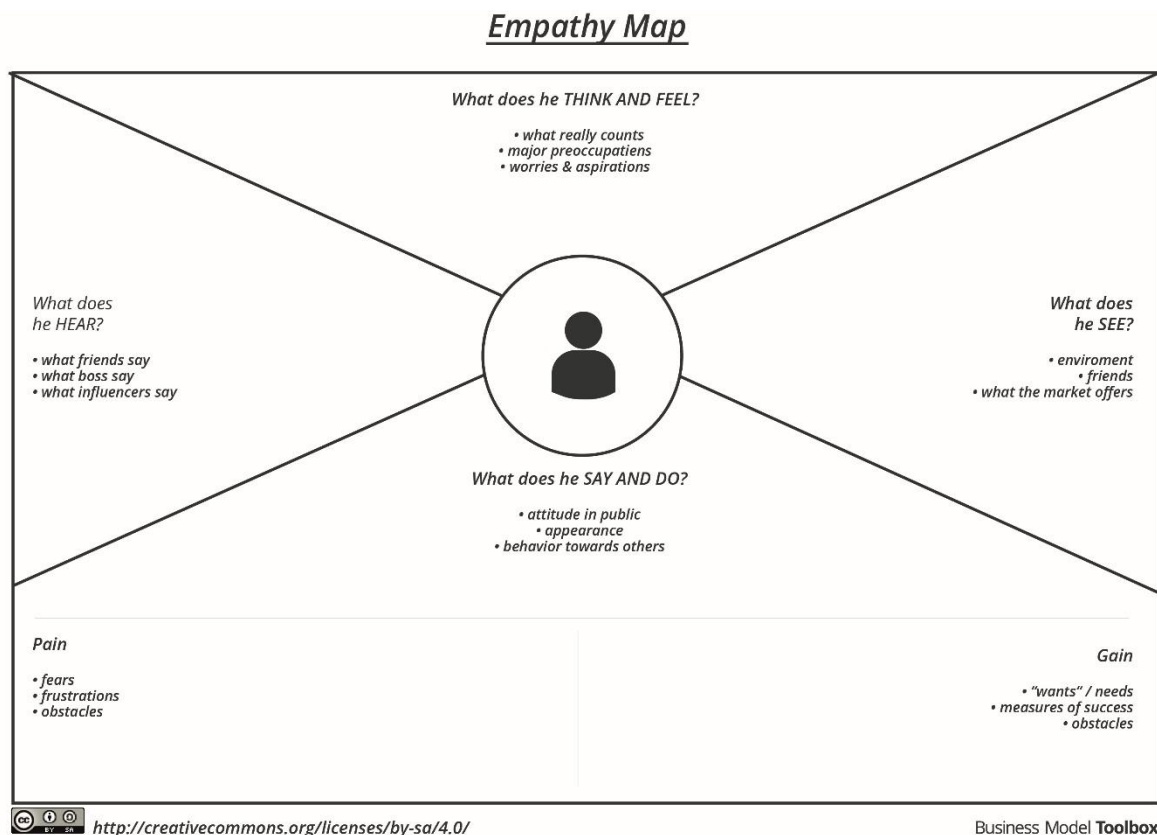 Empathy Map
What does he THINK AND FEEL?
• what really counts
• major preoccupatiens
• worries & aspirations
What does
he HEAR?
• what friends say
• what boss say
• what influencers say
What does
he SEE?
• enviroment
• friends
• what the market offers
What does he SAY AND DO?
• attitude in public
• appearance
• behavior towards others
Pain
• fears
• frustrations
• obstacles
Gain
• “wants” / needs
• measures of success
• obstacles
cc BY SA
http://creativecommons.org/licenses/by-sa/4.0/
Business Model Toolbox